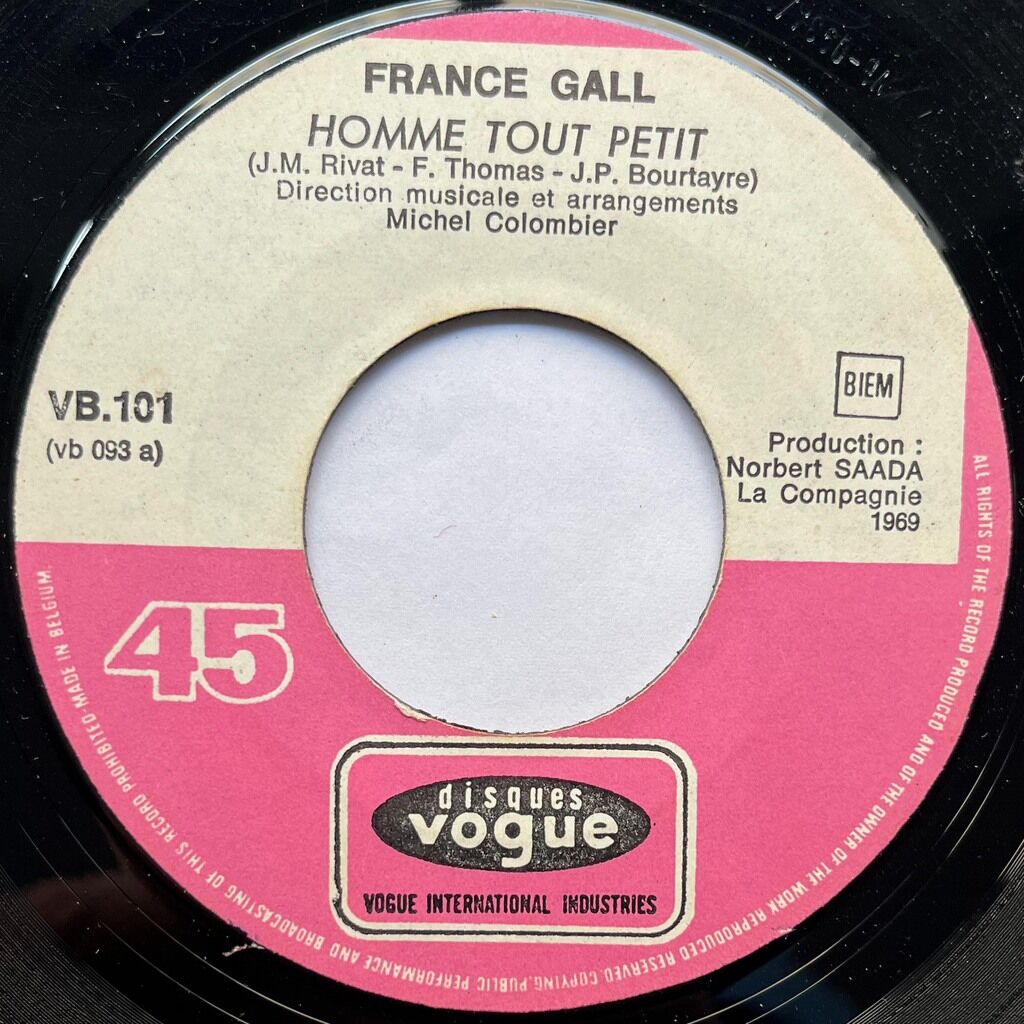 FRANCE GALL
HOMME TOUT PETIT
(J.M. Rivat - F. Thomas - J.P. Bourtayre)
Direction musicale et arrangements
Michel Colombier
VB.101
(vb 093 a)
BIEM
Production :
Norbert SAADA
La Compagnie
1969
45
disques
vogue
VOGUE INTERNATIONAL INDUSTRIES
ALL RIGHTS OF THE RECORD PRODUCED AND OF THE OWNER OF THE WORK REPRODUCED RESERVED. COPYING, PUBLIC PERFORMANCE AND BROADCASTING OF THIS RECORD PROHIBITED-MADE IN BELGIUM.